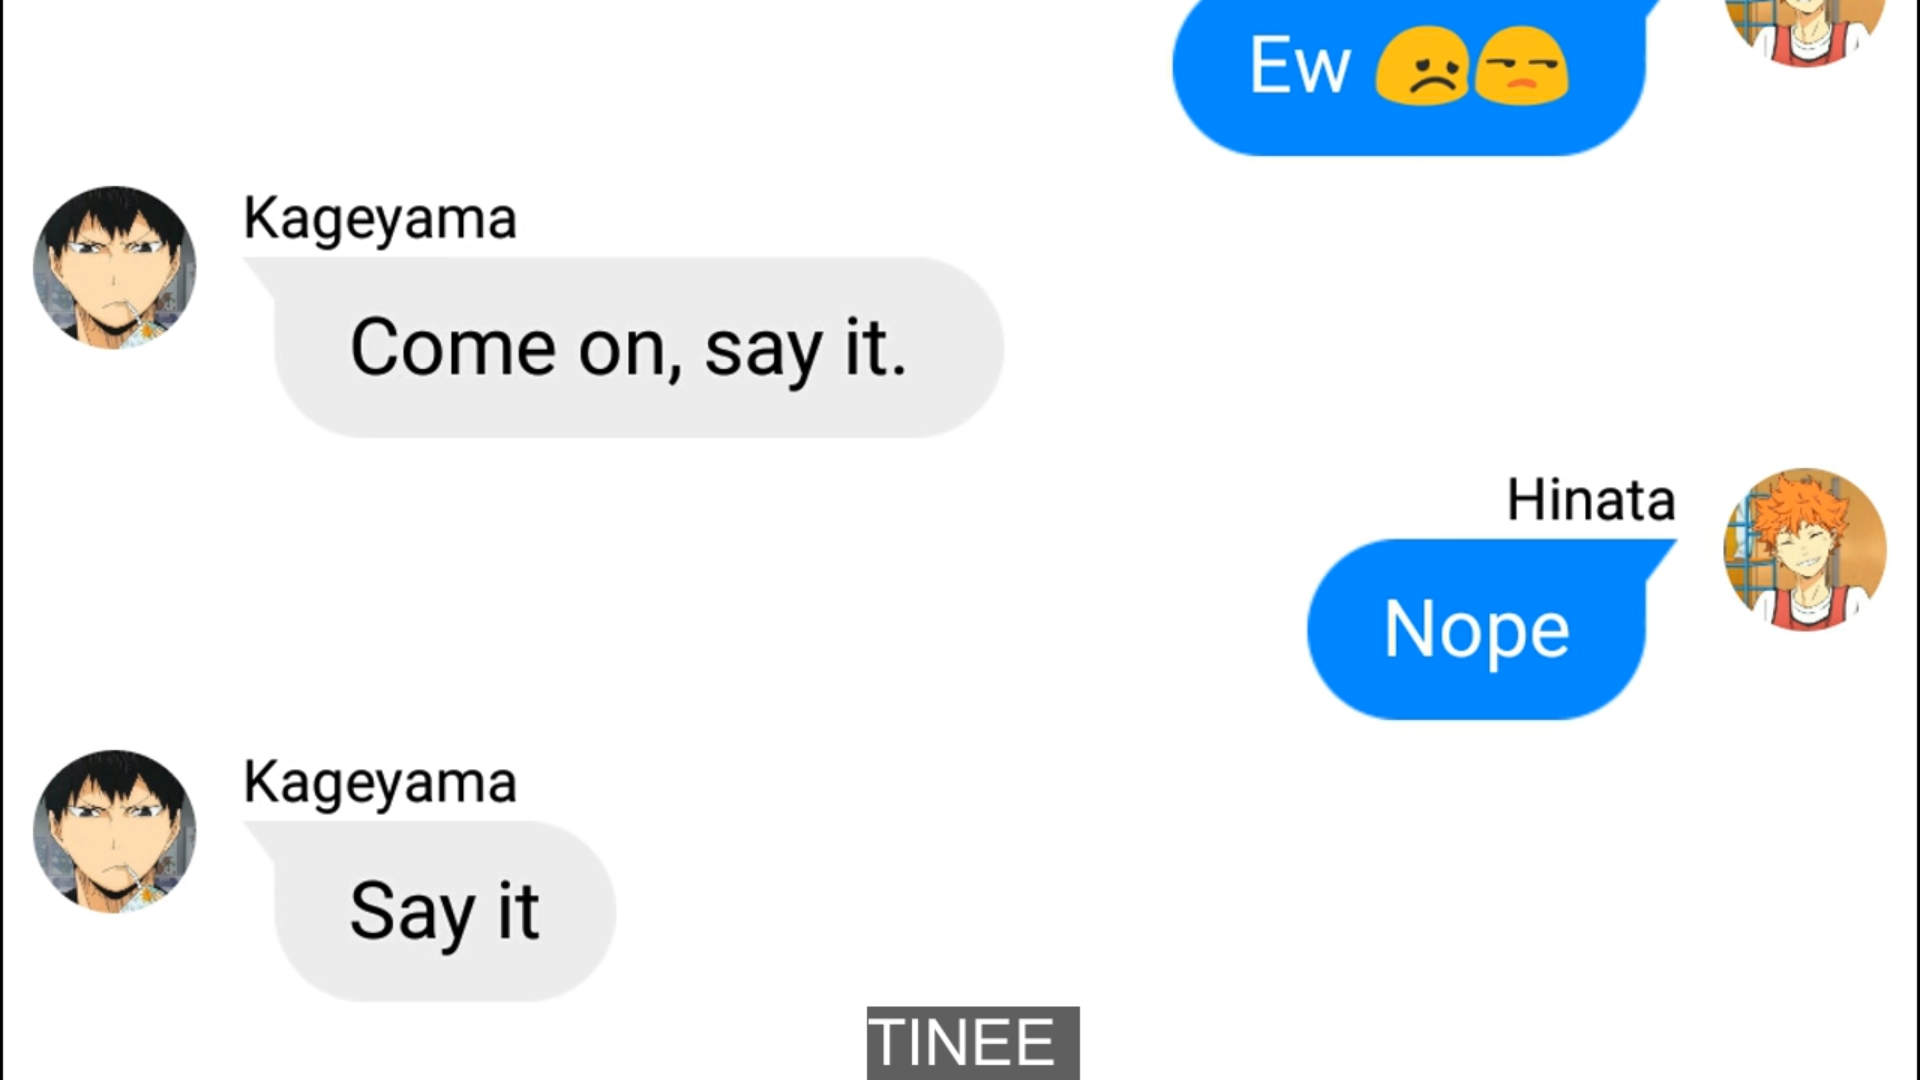 Ew 😞😒
Kageyama
Come on, say it.
Hinata
Nope
Kageyama
Say it
TINEE